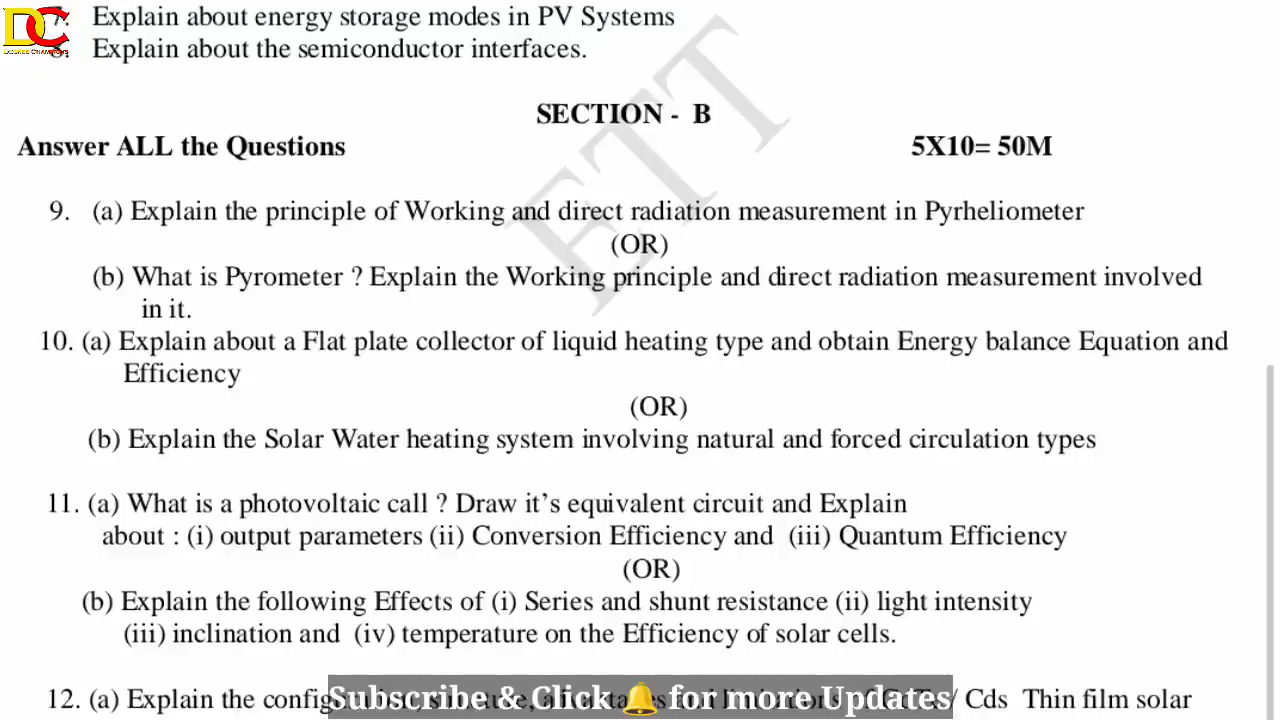 DC
DEGREE CHAMPIONS
7. Explain about energy storage modes in PV Systems
8. Explain about the semiconductor interfaces.
ETT
SECTION - B
Answer ALL the Questions 5X10= 50M
9. (a) Explain the principle of Working and direct radiation measurement in Pyrheliometer
(OR)
(b) What is Pyrometer ? Explain the Working principle and direct radiation measurement involved
in it.
10. (a) Explain about a Flat plate collector of liquid heating type and obtain Energy balance Equation and
Efficiency
(OR)
(b) Explain the Solar Water heating system involving natural and forced circulation types
11. (a) What is a photovoltaic call ? Draw it’s equivalent circuit and Explain
about : (i) output parameters (ii) Conversion Efficiency and (iii) Quantum Efficiency
(OR)
(b) Explain the following Effects of (i) Series and shunt resistance (ii) light intensity
(iii) inclination and (iv) temperature on the Efficiency of solar cells.
12. (a) Explain the / Cds Thin film solar
Subscribe & Click 🔔 for more Updates